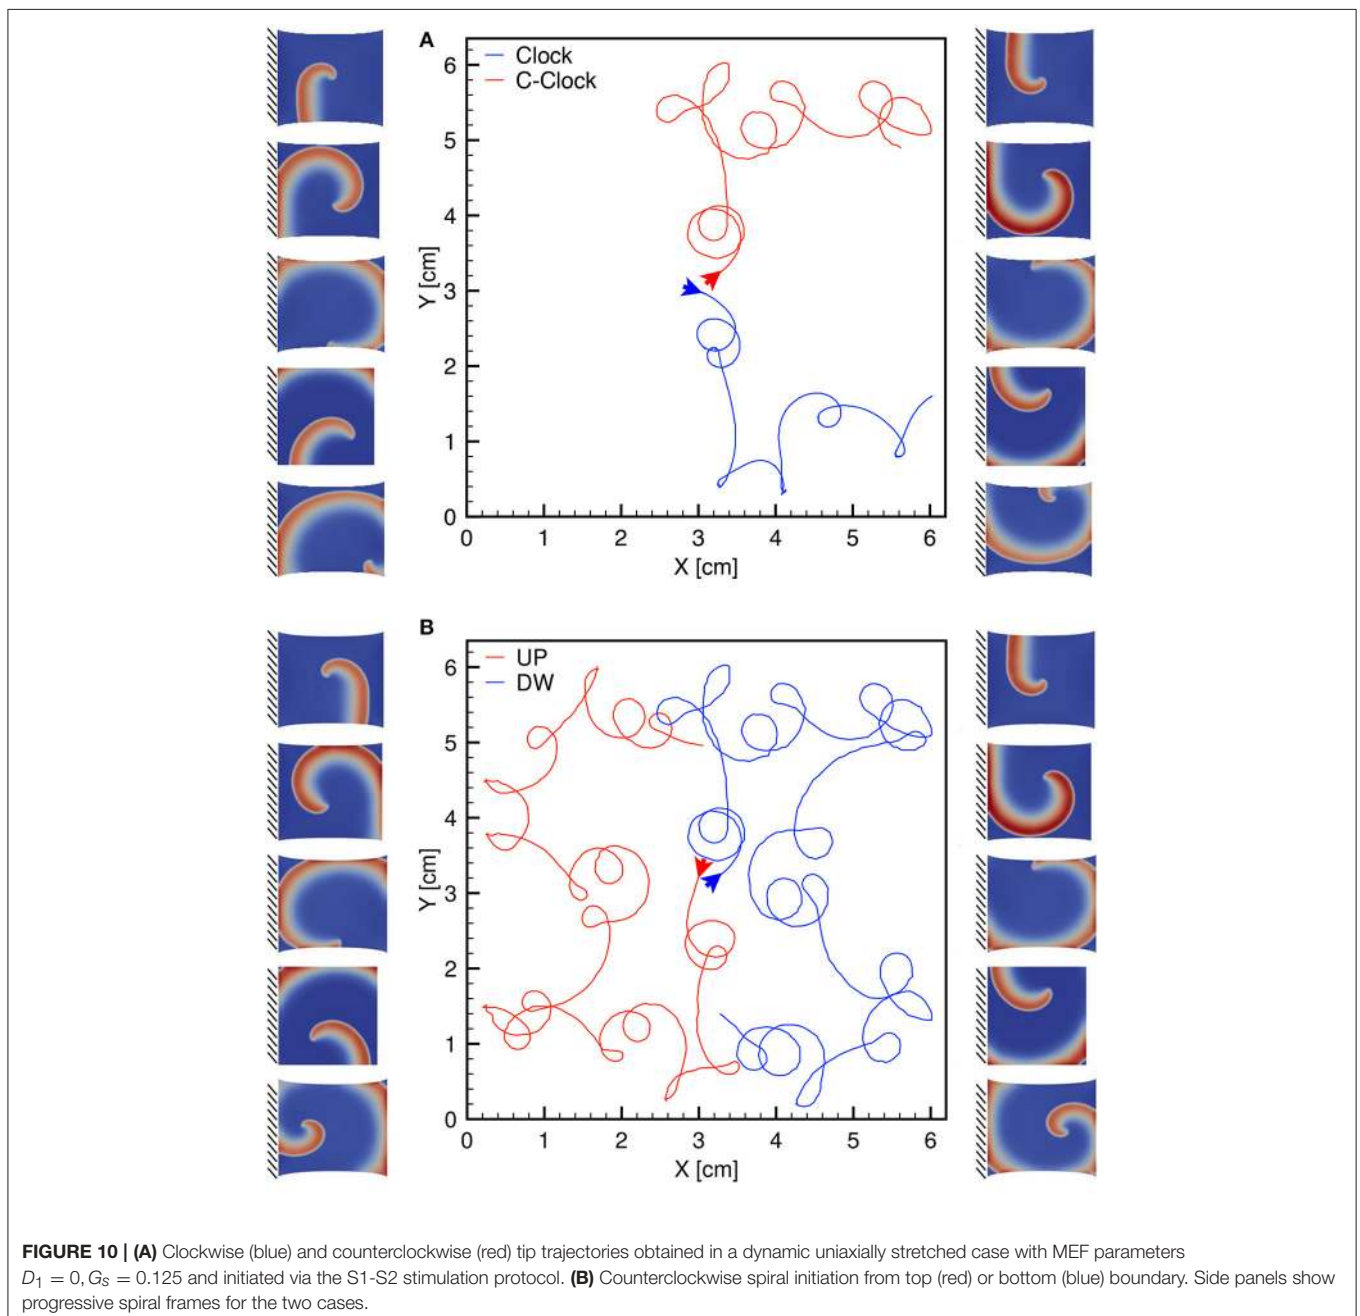 A
Clock
C-Clock
6
5
4
3
2
1
0
Y [cm]
0 1 2 3 4 5 6
X [cm]
B
UP
DW
6
5
4
3
2
1
0
Y [cm]
0 1 2 3 4 5 6
X [cm]
FIGURE 10 | (A) Clockwise (blue) and counterclockwise (red) tip trajectories obtained in a dynamic uniaxially stretched case with MEF parameters
D₁ = 0, Gₛ = 0.125 and initiated via the S1-S2 stimulation protocol. (B) Counterclockwise spiral initiation from top (red) or bottom (blue) boundary. Side panels show
progressive spiral frames for the two cases.